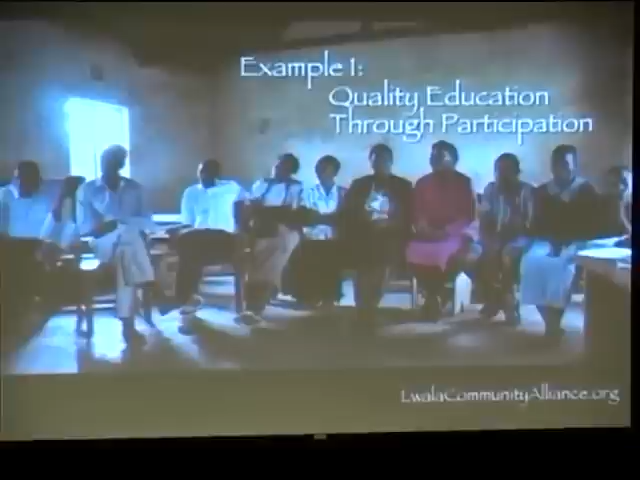 Example 1:
Quality Education
Through Participation
LwalaCommunityAlliance.org